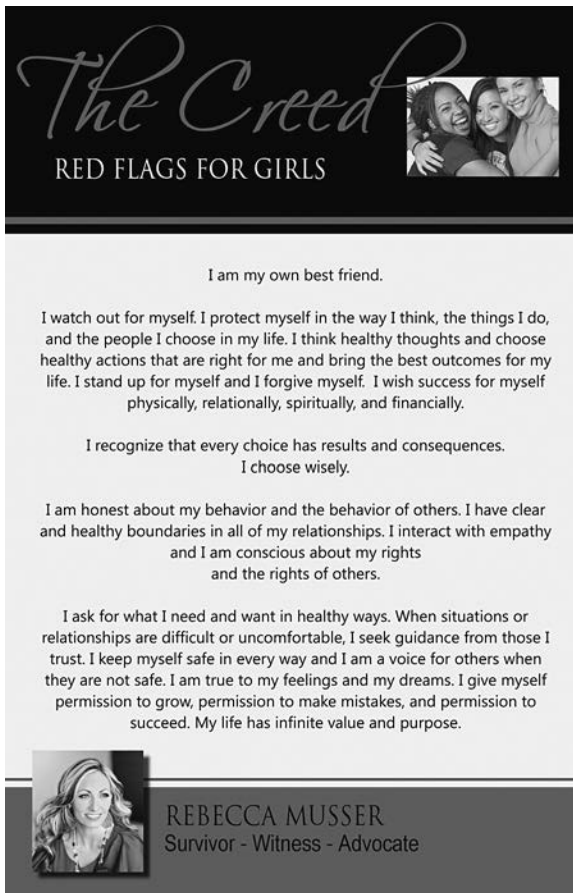 The Creed
RED FLAGS FOR GIRLS
I am my own best friend.
I watch out for myself. I protect myself in the way I think, the things I do,
and the people I choose in my life. I think healthy thoughts and choose
healthy actions that are right for me and bring the best outcomes for my
life. I stand up for myself and I forgive myself.  I wish success for myself
physically, relationally, spiritually, and financially.
I recognize that every choice has results and consequences.
I choose wisely.
I am honest about my behavior and the behavior of others. I have clear
and healthy boundaries in all of my relationships. I interact with empathy
and I am conscious about my rights
and the rights of others.
I ask for what I need and want in healthy ways. When situations or
relationships are difficult or uncomfortable, I seek guidance from those I
trust. I keep myself safe in every way and I am a voice for others when
they are not safe. I am true to my feelings and my dreams. I give myself
permission to grow, permission to make mistakes, and permission to
succeed. My life has infinite value and purpose.
REBECCA MUSSER
Survivor - Witness - Advocate